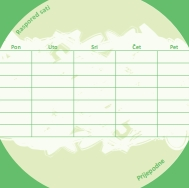 Raspored sati
Pon Uto Sri Čet Pet
Prijepodne